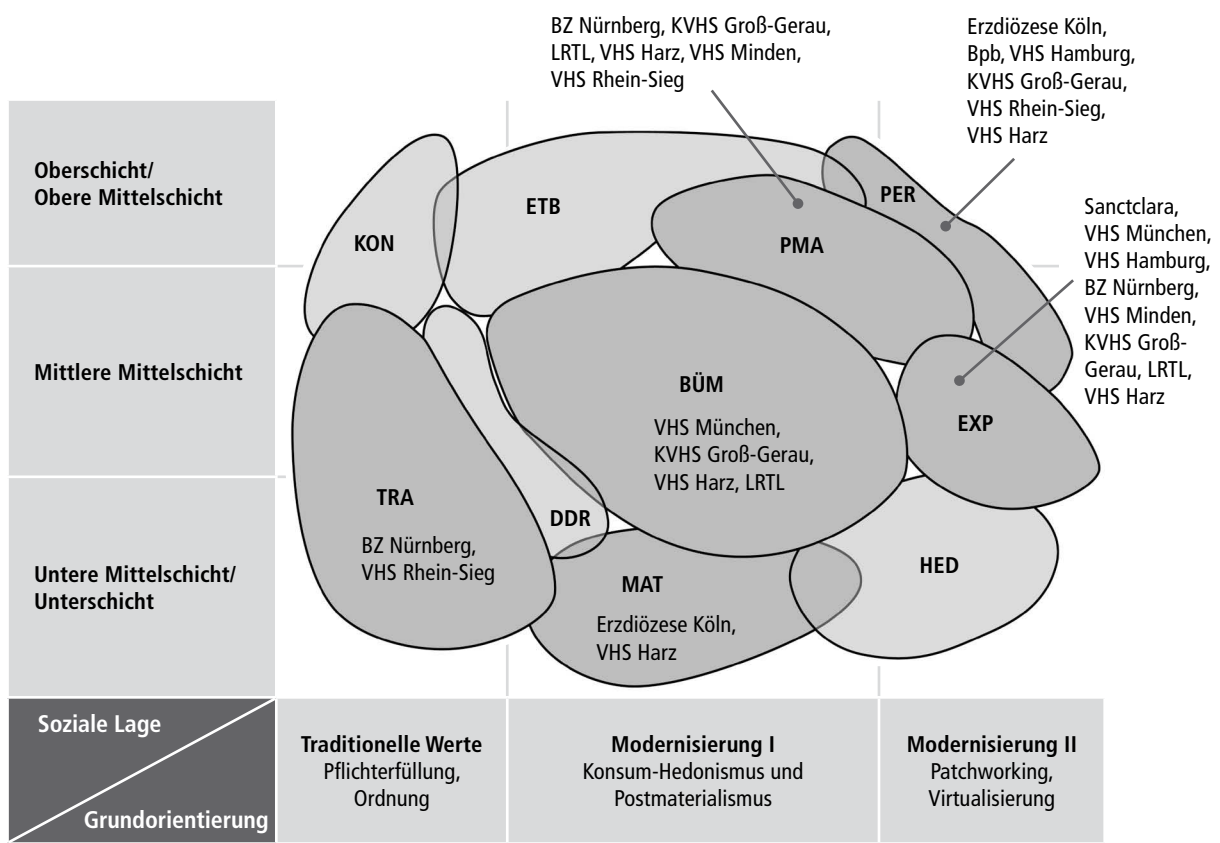 BZ Nürnberg, KVHS Groß-Gerau,
LRTL, VHS Harz, VHS Minden,
VHS Rhein-Sieg
Erzdiözese Köln,
Bpb, VHS Hamburg,
KVHS Groß-Gerau,
VHS Rhein-Sieg,
VHS Harz
Sanctclara,
VHS München,
VHS Hamburg,
BZ Nürnberg,
VHS Minden,
KVHS Groß-
Gerau, LRTL,
VHS Harz
Oberschicht/
Obere Mittelschicht
KON
ETB
PMA
PER
Mittlere Mittelschicht
BÜM
VHS München,
KVHS Groß-Gerau,
VHS Harz, LRTL
EXP
Untere Mittelschicht/
Unterschicht
TRA
BZ Nürnberg,
VHS Rhein-Sieg
DDR
MAT
Erzdiözese Köln,
VHS Harz
HED
Soziale Lage
Grundorientierung
Traditionelle Werte
Pflichterfüllung,
Ordnung
Modernisierung I
Konsum-Hedonismus und
Postmaterialismus
Modernisierung II
Patchworking,
Virtualisierung